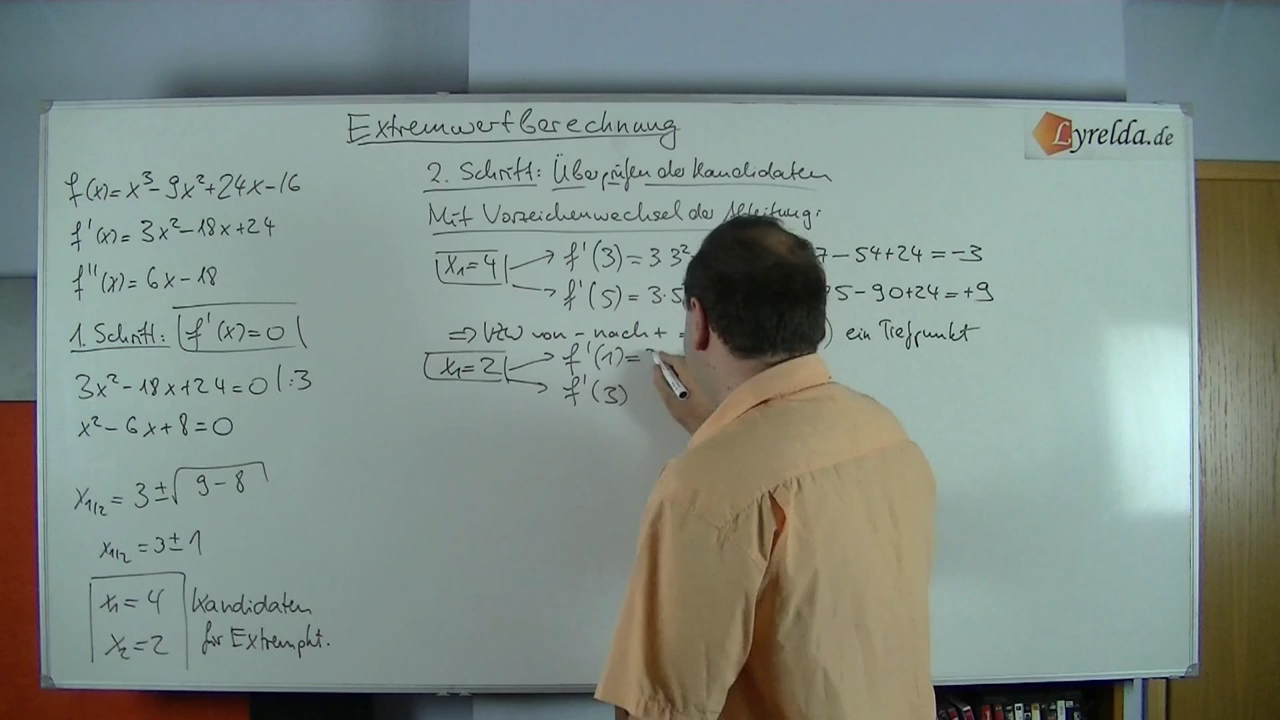 Extremwertberechnung
Lyrelda.de
f(x)=x³-9x²+24x-16
f'(x)=3x²-18x+24
f''(x)=6x-18
1. Schritt: f'(x)=0
3x²-18x+24=0 |:3
x²-6x+8=0
x₁/₂=3±√9-8
x₁/₂=3±1
x₁=4
x₂=2
Kandidaten
für Extrempkt.
2. Schritt: Überprüfen der Kandidaten
Mit Vorzeichenwechsel der Ableitung:
x₁=4 f'(3)=3·3² 7-54+24=-3
f'(5)=3·5 5-90+24=+9
⇒ VZW von - nach + ) ein Tiefpunkt
x₁=2 f'(1)=
f'(3)